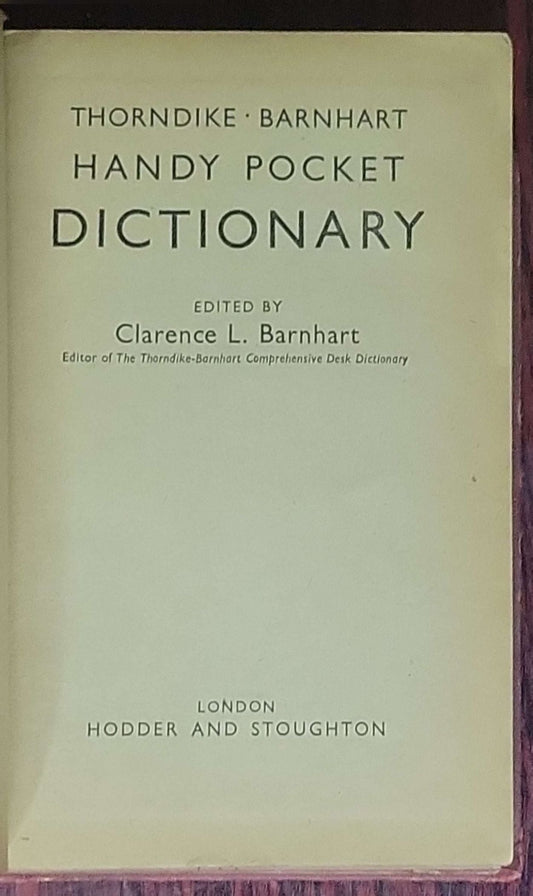 THORNDIKE · BARNHART
HANDY POCKET
DICTIONARY
EDITED BY
Clarence L. Barnhart
Editor of The Thorndike-Barnhart Comprehensive Desk Dictionary
LONDON
HODDER AND STOUGHTON